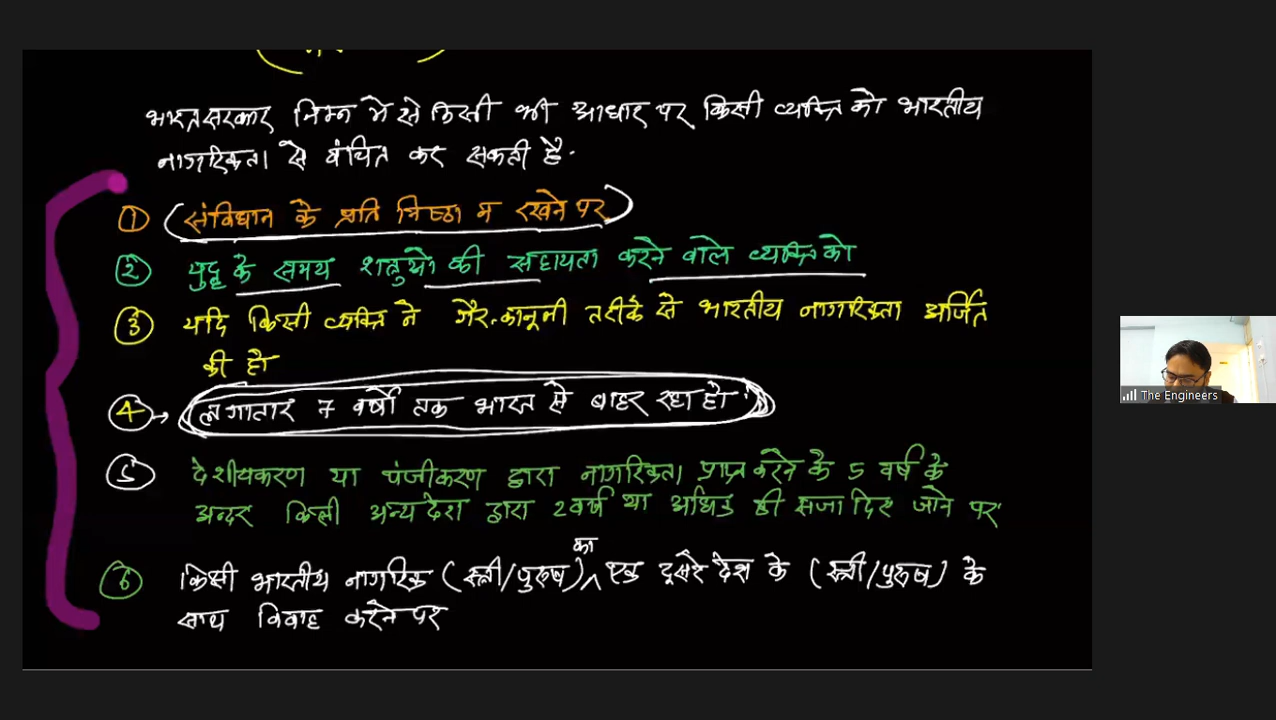 भारत सरकार निम्न में से किसी की आधार पर किसी व्यक्ति को भारतीय
नागरिकता से वंचित कर सकती है.
① संविधान के प्रति निष्ठा न रखने पर
② युद्ध के समय शत्रुओ की सहायता करने वाले व्यक्ति को
③ यदि किसी व्यक्ति ने गैर-कानूनी तरीके से भारतीय नागरिकता अर्जित
की हो
④→ लगातार 7 वर्षो तक भारत से बाहर रहा हो
⑤ देशीयकरण या पंजीकरण द्वारा नागरिकता प्राप्त करने के 5 वर्ष के
अन्दर किसी अन्य देश द्वारा 2 वर्ष या अधिक की सजा दिए जाने पर
⑥ किसी भारतीय नागरिक (स्त्री/पुरुष) का एक दूसरे देश के (स्त्री/पुरुष) के
साथ विवाह करने पर
The Engineers